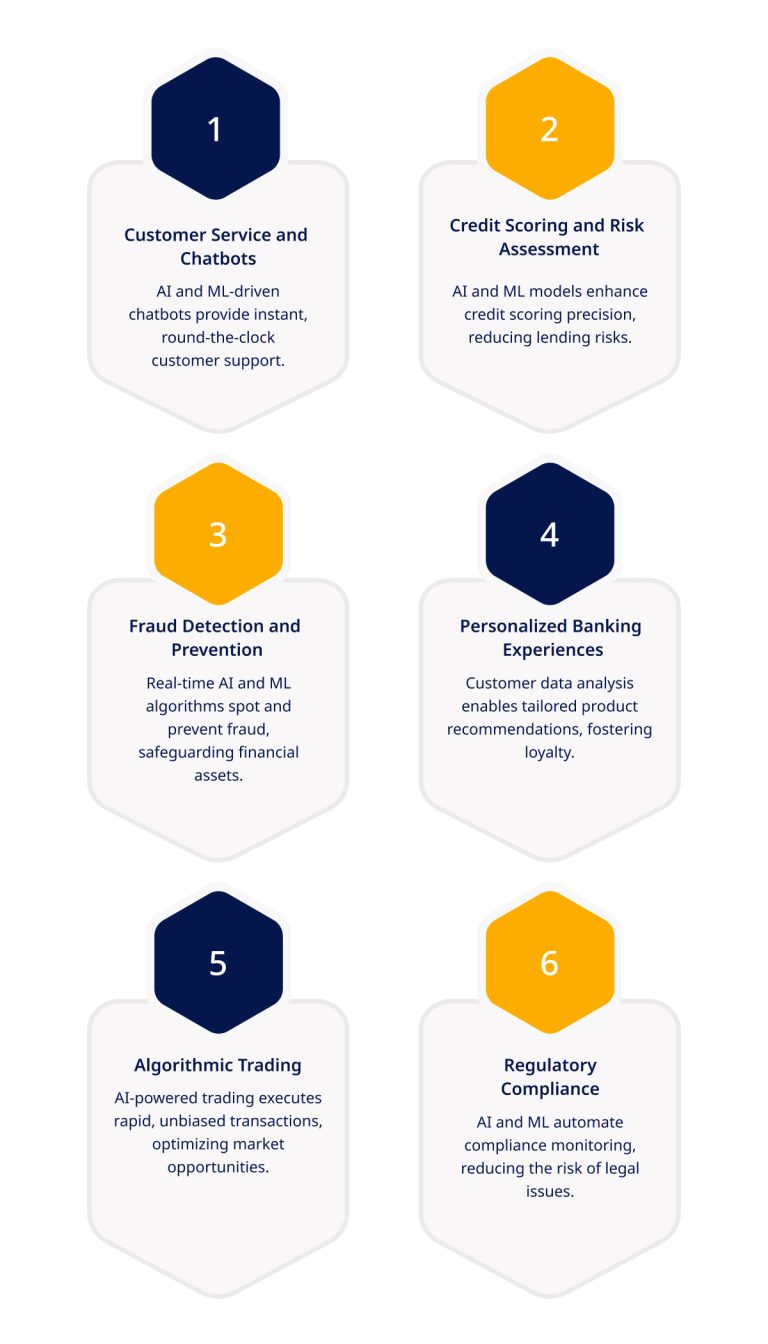 1
Customer Service and
Chatbots
AI and ML-driven
chatbots provide instant,
round-the-clock
customer support.
2
Credit Scoring and Risk
Assessment
AI and ML models enhance
credit scoring precision,
reducing lending risks.
3
Fraud Detection and
Prevention
Real-time AI and ML
algorithms spot and
prevent fraud,
safeguarding financial
assets.
4
Personalized Banking
Experiences
Customer data analysis
enables tailored product
recommendations, fostering
loyalty.
5
Algorithmic Trading
AI-powered trading executes
rapid, unbiased transactions,
optimizing market
opportunities.
6
Regulatory
Compliance
AI and ML automate
compliance monitoring,
reducing the risk of legal
issues.